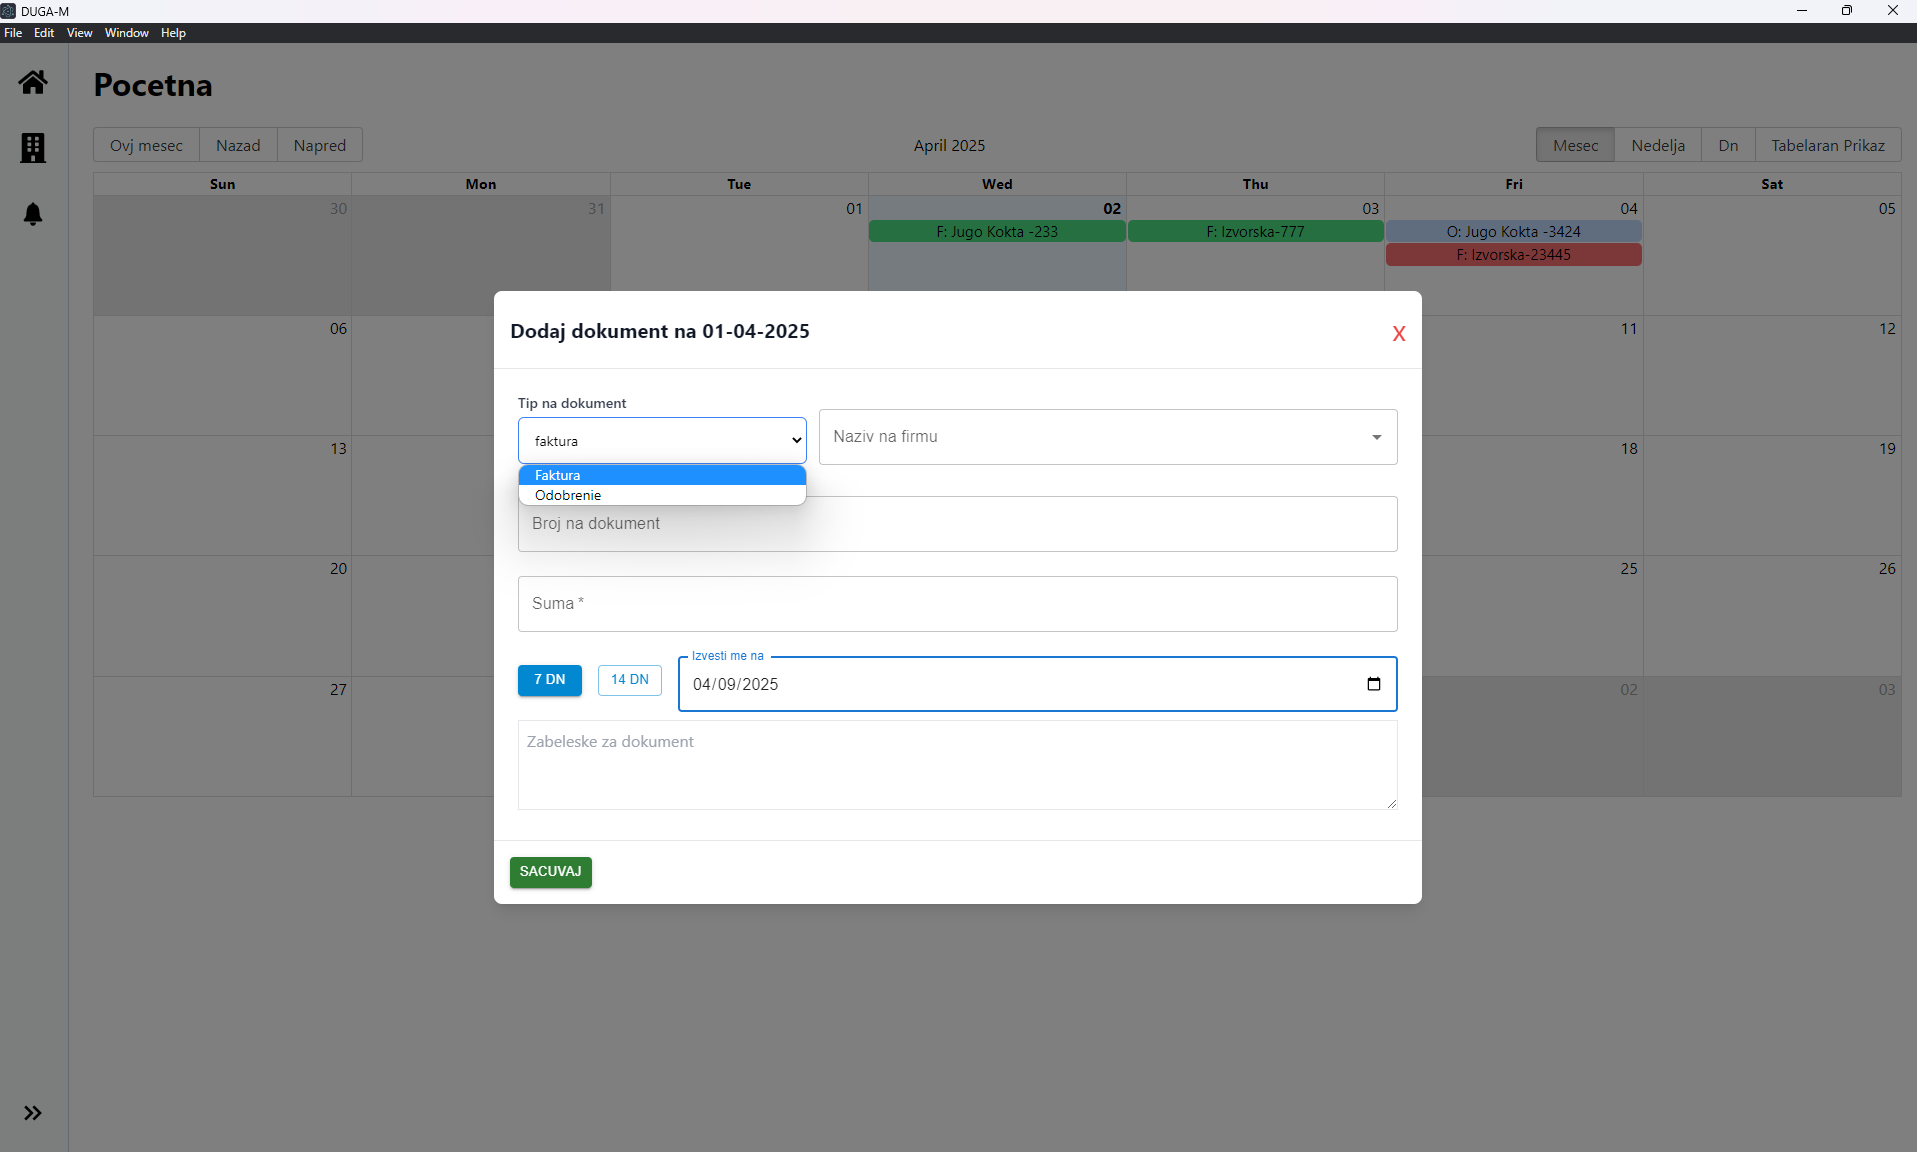 DUGA-M
File Edit View Window Help
Pocetna
Ovj mesec Nazad Napred April 2025 Mesec Nedelja Dn Tabelaran Prikaz
Sun Mon Tue Wed Thu Fri Sat
30 31 01 02 03 04 05
F: Jugo Kokta -233 F: Izvorska-777 O: Jugo Kokta -3424
F: Izvorska-23445
06 11 12
13 18 19
20 25 26
27 02 03
Dodaj dokument na 01-04-2025 X
Tip na dokument
faktura Naziv na firmu
Faktura
Odobrenie
Broj na dokument
Suma *
Izvesti me na
7 DN 14 DN 04/09/2025
Zabeleske za dokument
SACUVAJ